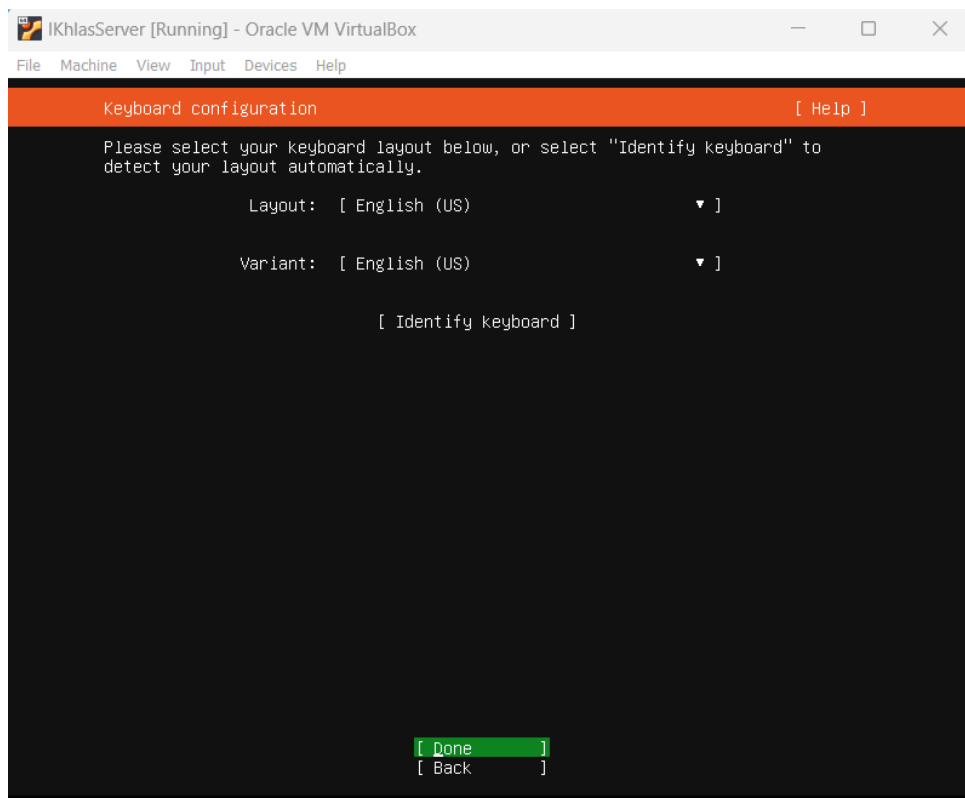 IKhlasServer [Running] - Oracle VM VirtualBox
File Machine View Input Devices Help
Keyboard configuration [ Help ]
Please select your keyboard layout below, or select "Identify keyboard" to
detect your layout automatically.
Layout: [ English (US) ▾ ]
Variant: [ English (US) ▾ ]
[ Identify keyboard ]
[ Done ]
[ Back ]